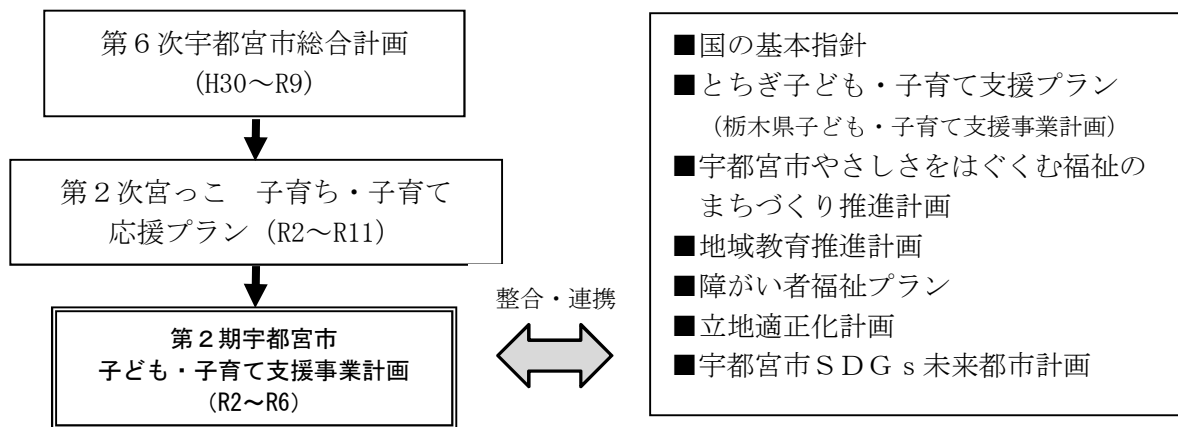 第６次宇都宮市総合計画
(H30～R9)
第２次宮っこ　子育ち・子育て
応援プラン (R2～R11)
第２期宇都宮市
子ども・子育て支援事業計画
(R2～R6)
整合・連携
■国の基本指針
■とちぎ子ども・子育て支援プラン
（栃木県子ども・子育て支援事業計画）
■宇都宮市やさしさをはぐくむ福祉の
まちづくり推進計画
■地域教育推進計画
■障がい者福祉プラン
■立地適正化計画
■宇都宮市ＳＤＧｓ未来都市計画